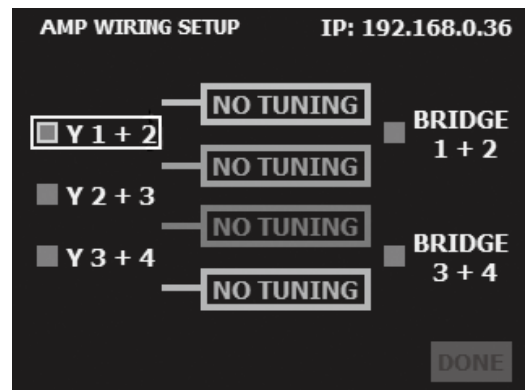 AMP WIRING SETUP IP: 192.168.0.36
NO TUNING
Y 1 + 2
BRIDGE
1 + 2
NO TUNING
Y 2 + 3
NO TUNING
Y 3 + 4
BRIDGE
3 + 4
NO TUNING
DONE